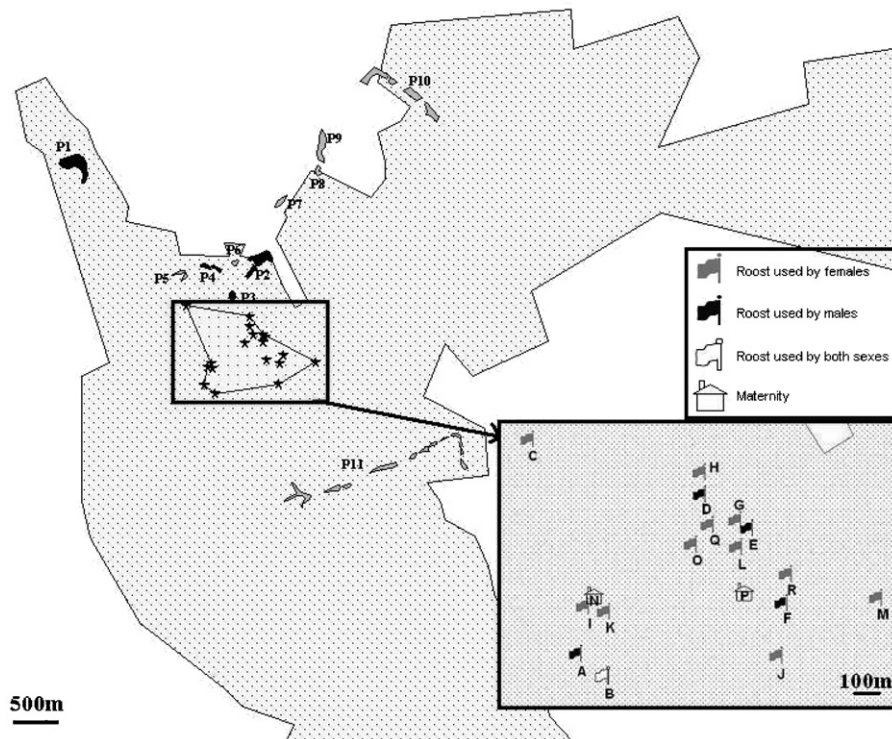 P10
P9
P1
P8
P7
P6
P5 P4 P2
P3
Roost used by females
Roost used by males
Roost used by both sexes
Maternity
P11
C
H
D
G
Q E
O L
R
N P
I K F M
A J
B
500m
100m